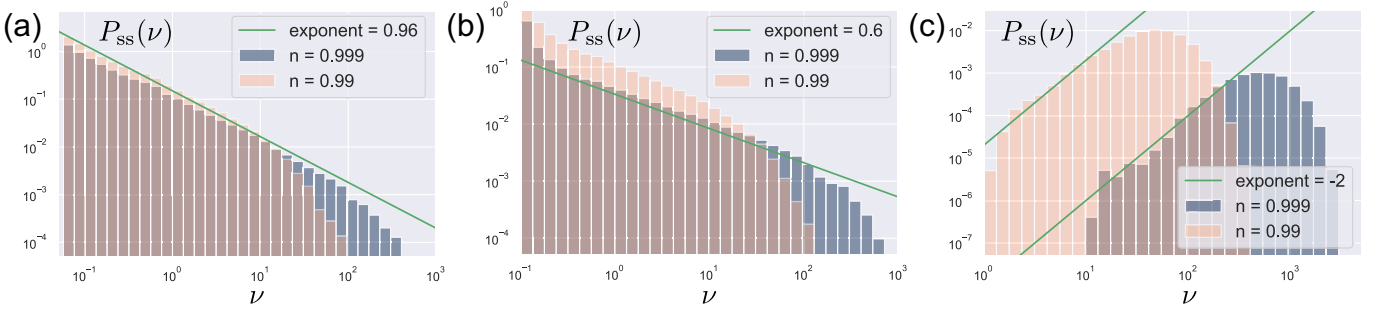 (a)
P_ss(ν)
exponent = 0.96
n = 0.999
n = 0.99
10^0
10^-1
10^-2
10^-3
10^-4
10^-1 10^0 10^1 10^2 10^3
ν
(b)
P_ss(ν)
exponent = 0.6
n = 0.999
n = 0.99
10^0
10^-1
10^-2
10^-3
10^-4
10^-1 10^0 10^1 10^2 10^3
ν
(c)
P_ss(ν)
10^-2
10^-3
10^-4
10^-5
10^-6
10^-7
exponent = -2
n = 0.999
n = 0.99
10^0 10^1 10^2 10^3
ν